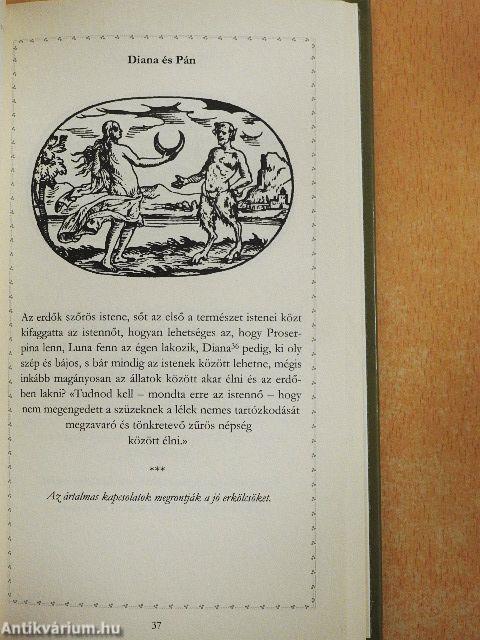 Diana és Pán
Az erdők szőrös istene, sőt az első a természet istenei közt
kifaggatta az istennőt, hogyan lehetséges az, hogy Proser-
pina lenn, Luna fenn az égen lakozik, Diana³⁶ pedig, ki oly
szép és bájos, s bár mindig az istenek között lehetne, mégis
inkább magányosan az állatok között akar élni és az erdő-
ben lakni? «Tudnod kell – mondta erre az istennő – hogy
nem megengedett a szüzeknek a lélek nemes tartózkodását
megzavaró és tönkretevő zűrös népség
között élni.»
***
Az ártalmas kapcsolatok megrontják a jó erkölcsöket.
37
Antikvárium.hu